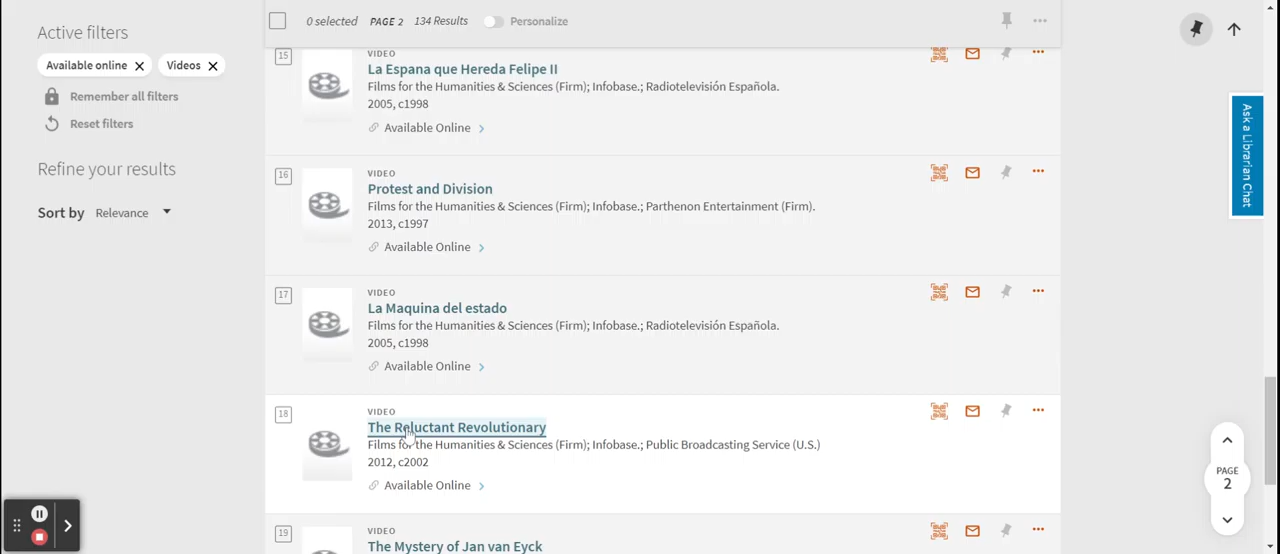 Active filters
Available online
Videos
Remember all filters
Reset filters
Refine your results
Sort by Relevance
0 selected PAGE 2 134 Results Personalize
15
VIDEO
La Espana que Hereda Felipe II
Films for the Humanities & Sciences (Firm); Infobase.; Radiotelevisión Española.
2005, c1998
Available Online
16
Protest and Division
Films for the Humanities & Sciences (Firm); Infobase.; Parthenon Entertainment (Firm).
2013, c1997
Available Online
17
VIDEO
La Maquina del estado
Films for the Humanities & Sciences (Firm); Infobase.; Radiotelevisión Española.
2005, c1998
Available Online
18
VIDEO
The Reluctant Revolutionary
Films for the Humanities & Sciences (Firm); Infobase.; Public Broadcasting Service (U.S.)
2012, c2002
Available Online
19
VIDEO
The Mystery of Jan van Eyck
Ask a Librarian Chat
PAGE
2